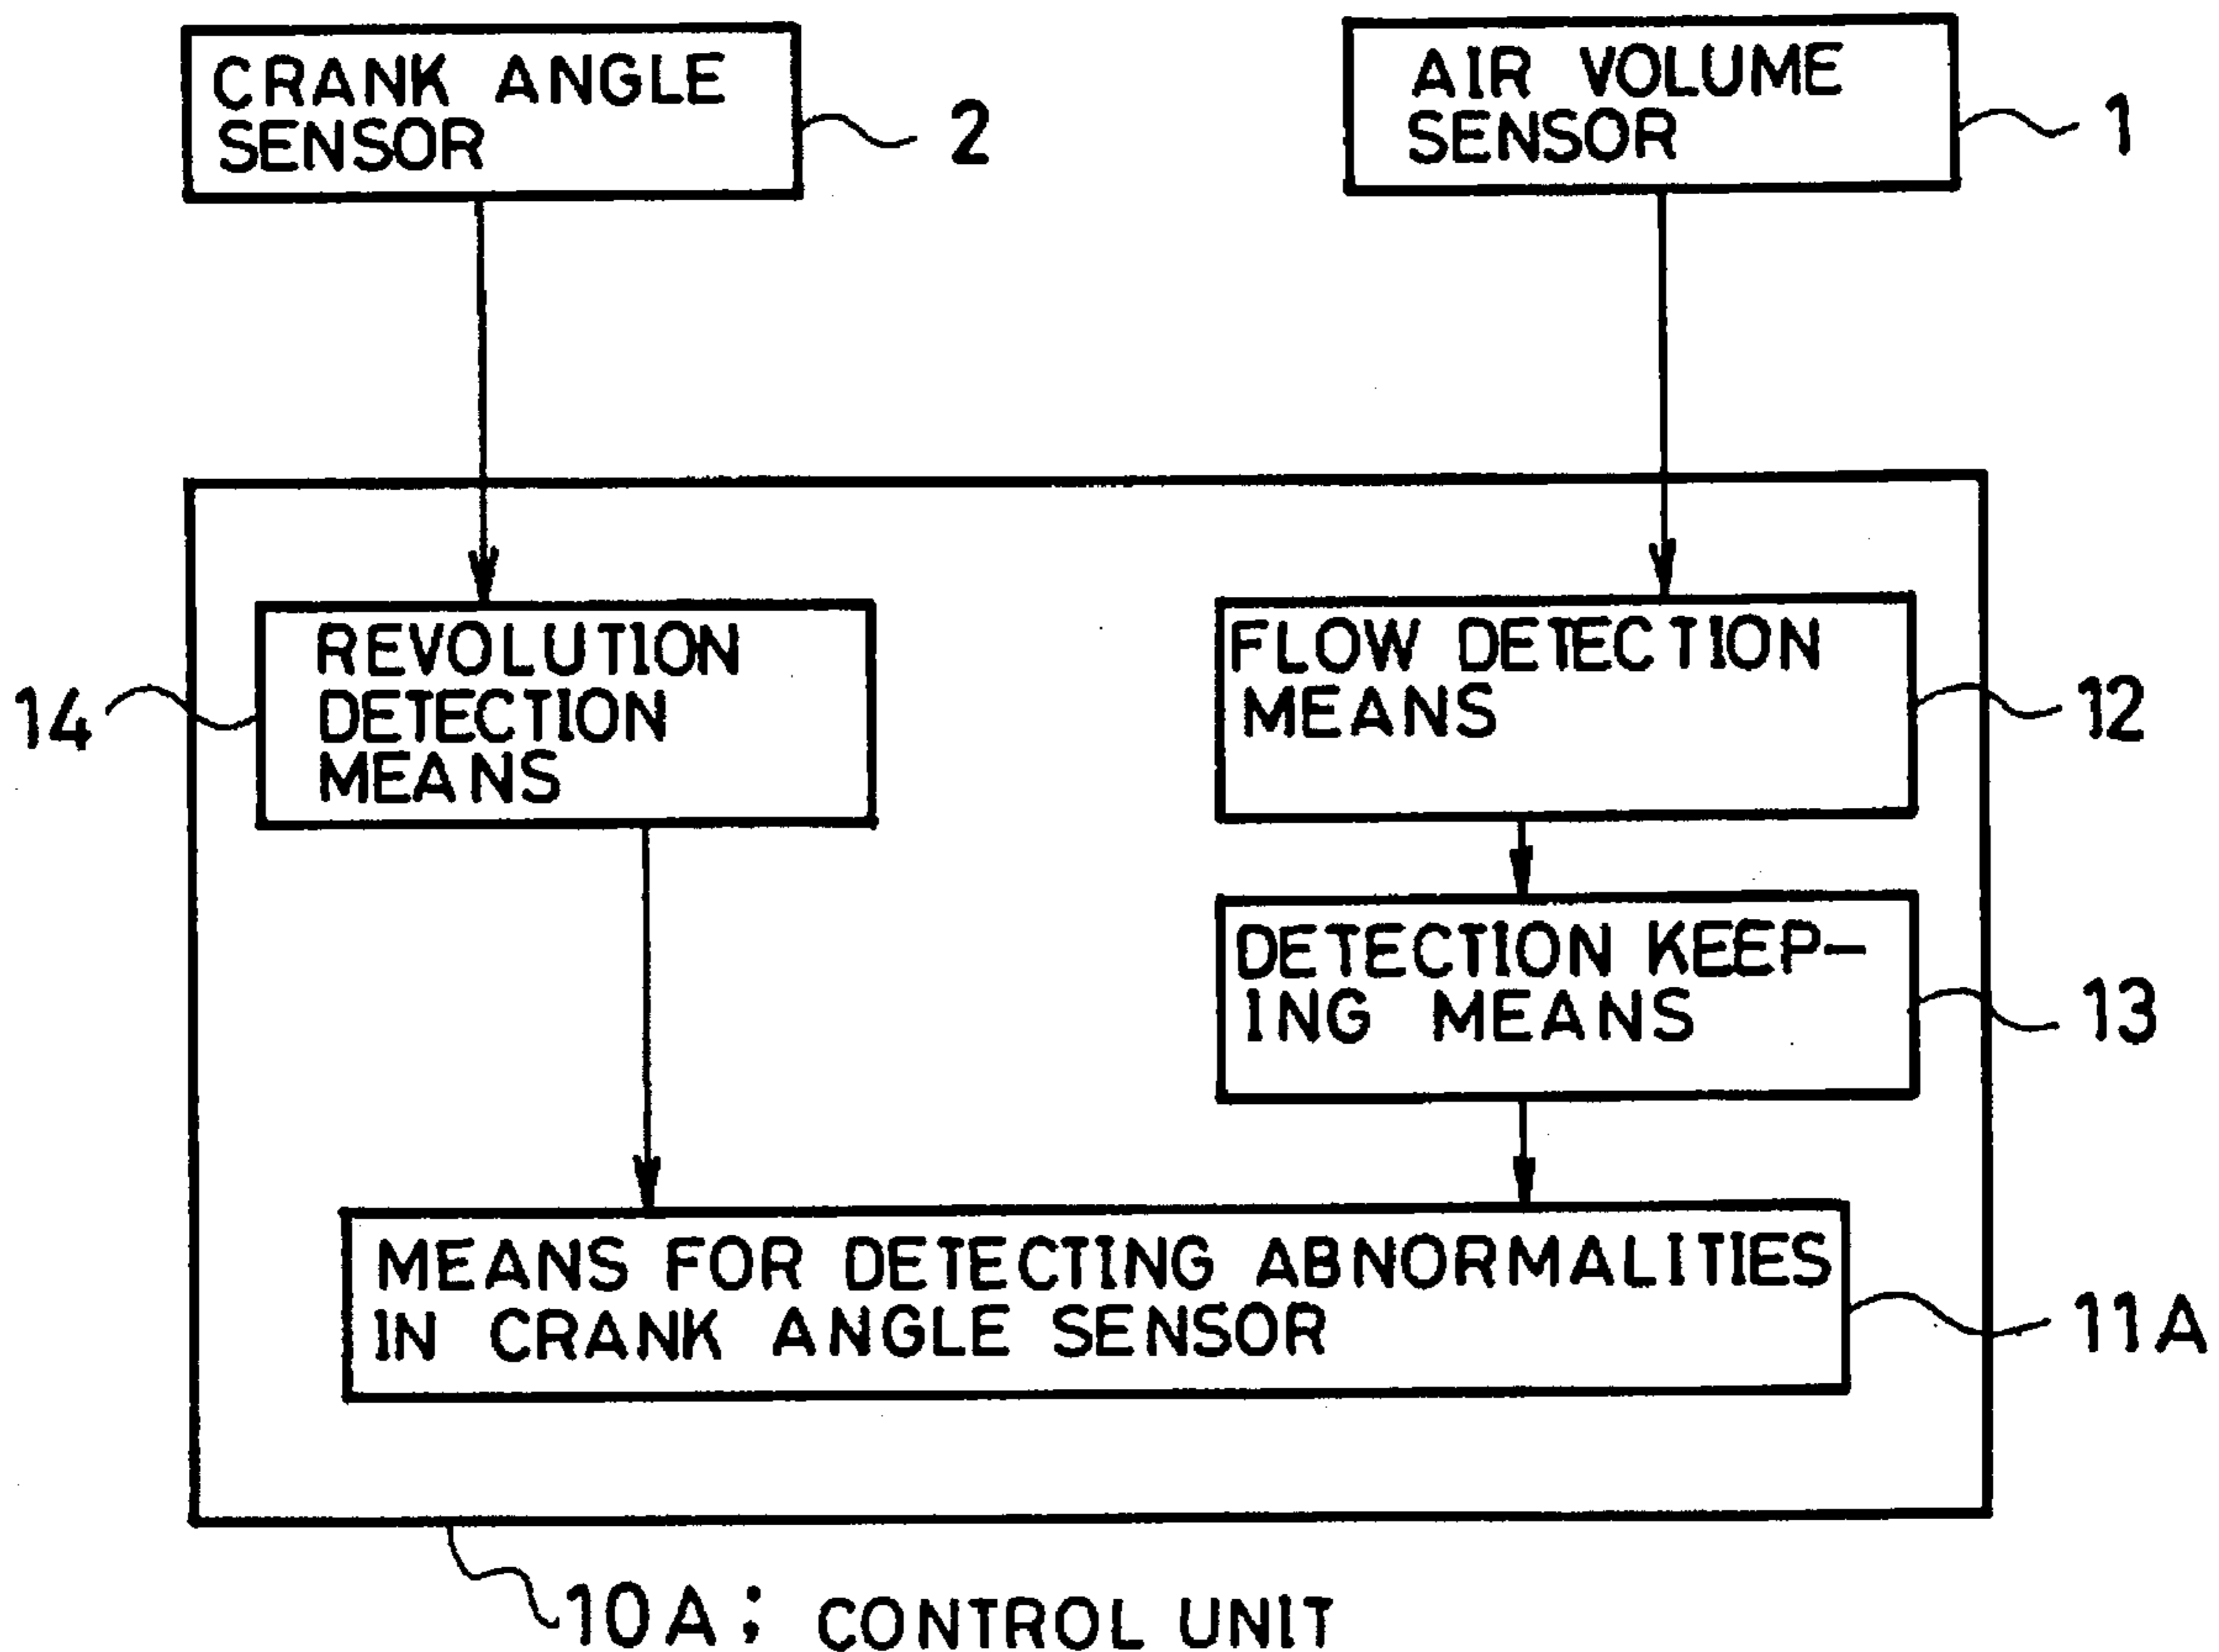 CRANK ANGLE
SENSOR
2
AIR VOLUME
SENSOR
1
14
REVOLUTION
DETECTION
MEANS
FLOW DETECTION
MEANS
12
DETECTION KEEP-
ING MEANS
13
MEANS FOR DETECTING ABNORMALITIES
IN CRANK ANGLE SENSOR
11A
10A; CONTROL UNIT